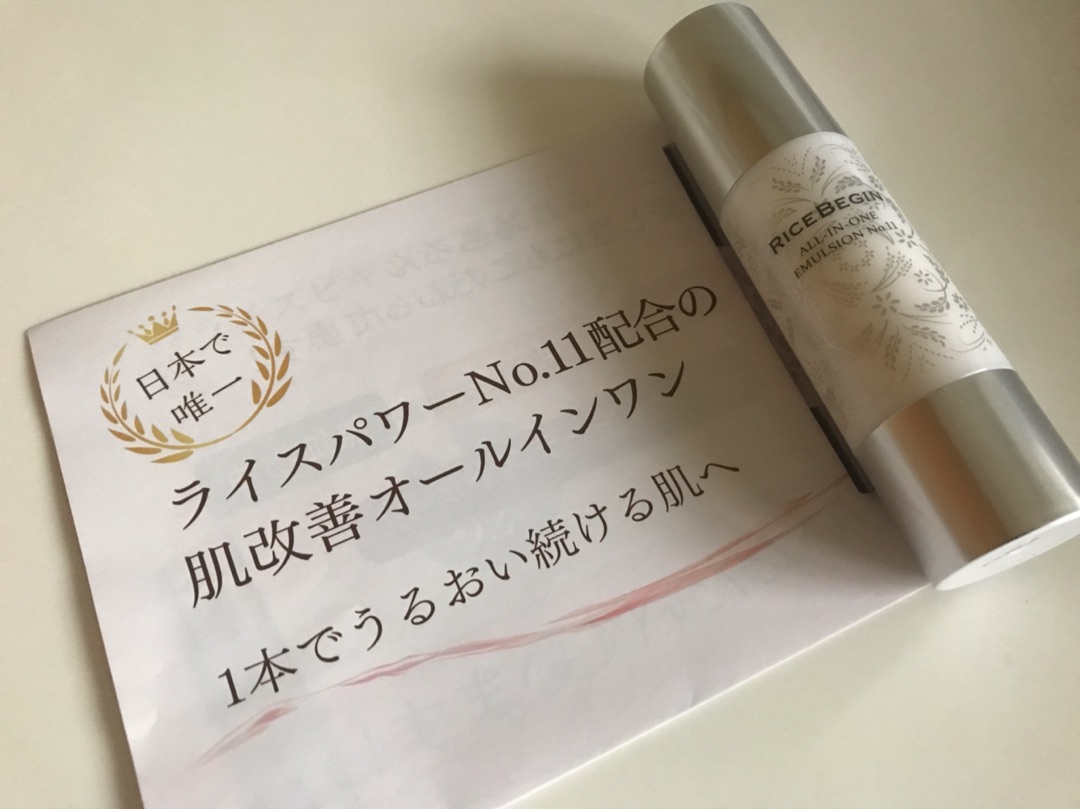 日本で
唯一
ライスパワーNo.11配合の
肌改善オールインワン
1本でうるおい続ける肌へ
RICEBEGIN
ALL-IN-ONE
EMULSION No.11